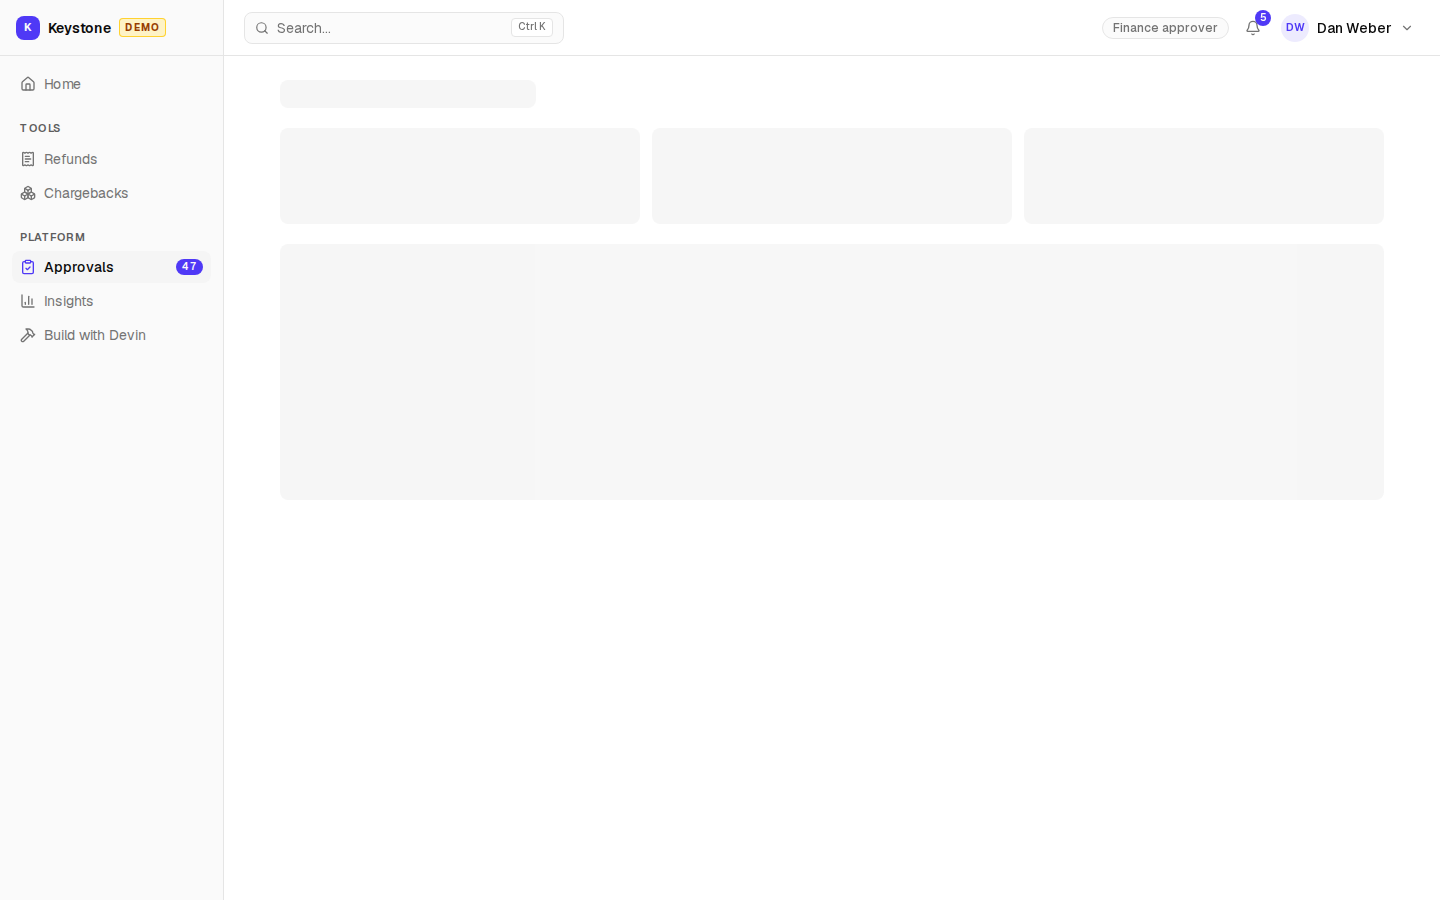 K Keystone DEMO
Search... Ctrl K
Finance approver
5
DW Dan Weber
Home
TOOLS
Refunds
Chargebacks
PLATFORM
Approvals 47
Insights
Build with Devin